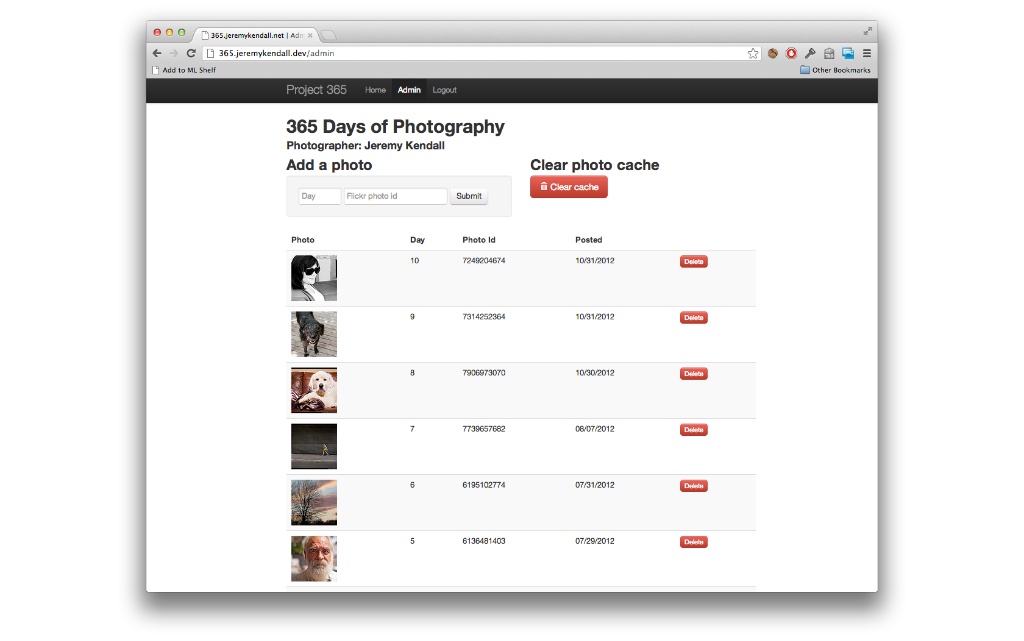 365.jeremykendall.net | Adm
365.jeremykendall.dev/admin
Add to ML Shelf
Other Bookmarks
Project 365 Home Admin Logout
365 Days of Photography
Photographer: Jeremy Kendall
Add a photo
Clear photo cache
Day Flickr photo id Submit
Clear cache
Photo Day Photo Id Posted
10 7249204674 10/31/2012 Delete
9 7314252364 10/31/2012 Delete
8 7906973070 10/30/2012 Delete
7 7739657682 08/07/2012 Delete
6 6195102774 07/31/2012 Delete
5 6136481403 07/29/2012 Delete